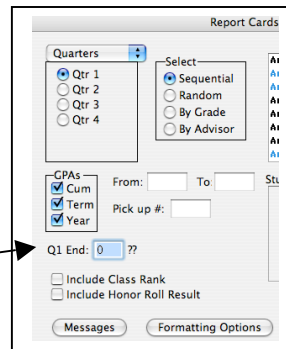 Report Cards
Quarters
Qtr 1
Qtr 2
Qtr 3
Qtr 4
Select
Sequential
Random
By Grade
By Advisor
GPAs
Cum
Term
Year
From: To:
Pick up #:
Q1 End: 0 ??
Include Class Rank
Include Honor Roll Result
Messages Formatting Options